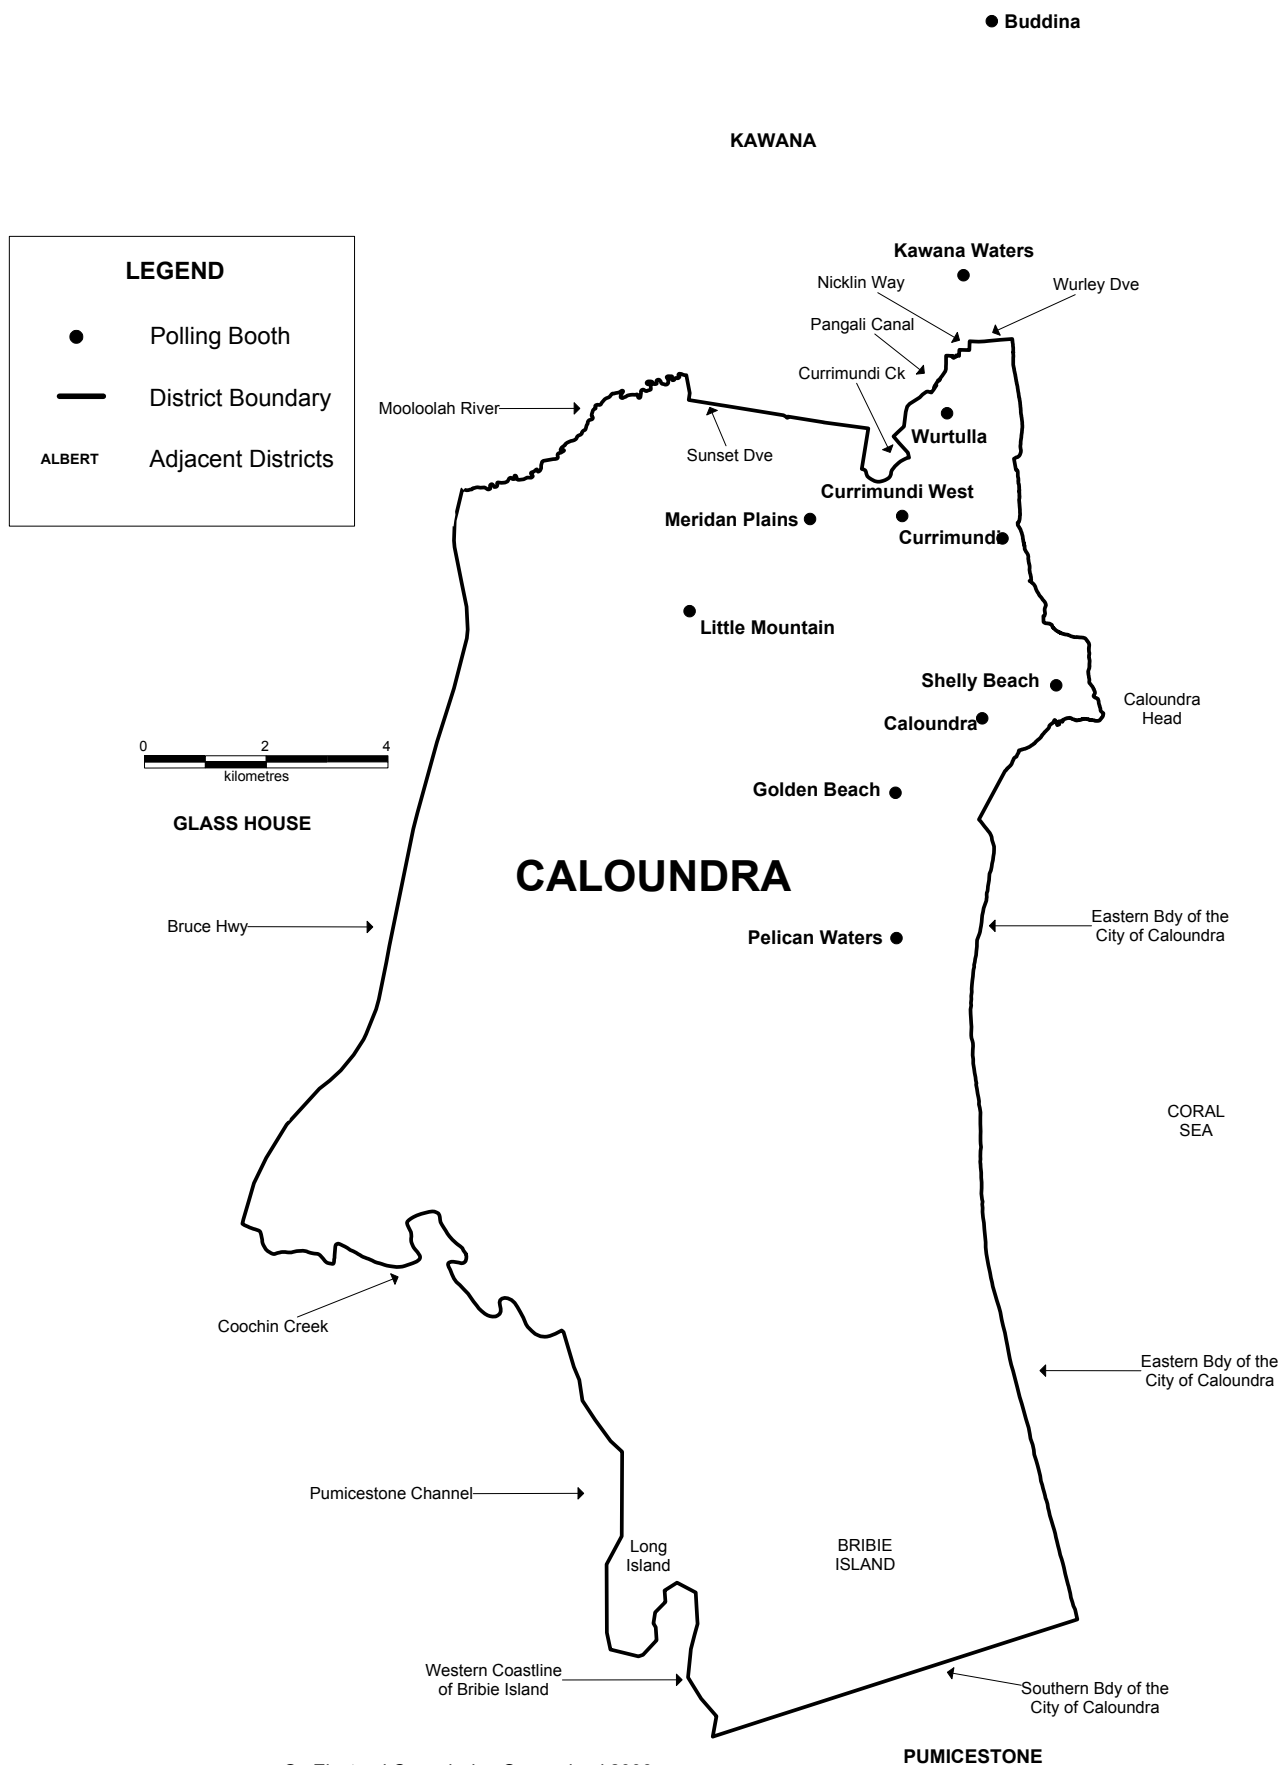 Buddina
KAWANA
LEGEND
Polling Booth
District Boundary
ALBERT Adjacent Districts
Kawana Waters
Nicklin Way
Wurley Dve
Pangali Canal
Currimundi Ck
Mooloolah River
Sunset Dve
Wurtulla
Currimundi West
Meridan Plains
Currimundi
Little Mountain
Shelly Beach
Caloundra
Head
Caloundra
0 2 4
kilometres
Golden Beach
GLASS HOUSE
CALOUNDRA
Bruce Hwy
Eastern Bdy of the
City of Caloundra
Pelican Waters
CORAL
SEA
Coochin Creek
Eastern Bdy of the
City of Caloundra
Pumicestone Channel
Long
Island
BRIBIE
ISLAND
Western Coastline
of Bribie Island
Southern Bdy of the
City of Caloundra
PUMICESTONE